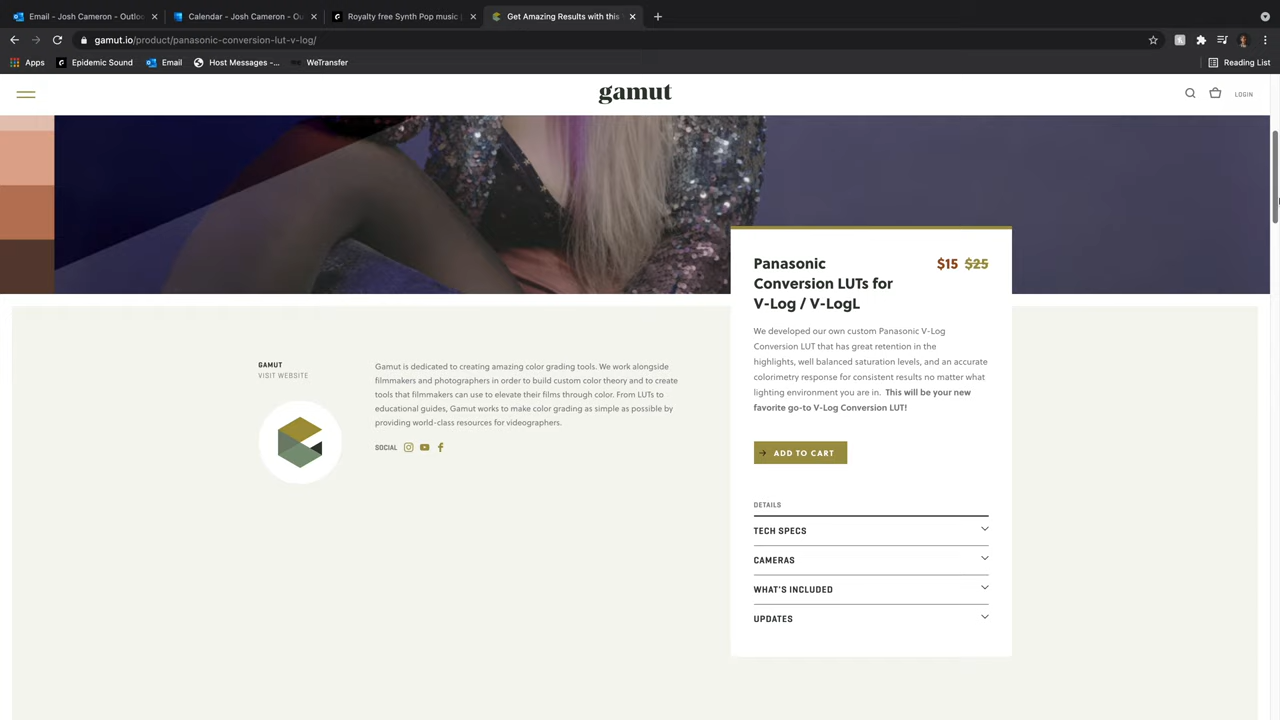 Email - Josh Cameron - Outloo
Calendar - Josh Cameron - Ou
Royalty free Synth Pop music
Get Amazing Results with this
gamut.io/product/panasonic-conversion-lut-v-log/
Apps
Epidemic Sound
Email
Host Messages -...
WeTransfer
Reading List
gamut
LOGIN
Panasonic
Conversion LUTs for
V-Log / V-LogL
$15 $25
We developed our own custom Panasonic V-Log
Conversion LUT that has great retention in the
highlights, well balanced saturation levels, and an accurate
colorimetry response for consistent results no matter what
lighting environment you are in. This will be your new
favorite go-to V-Log Conversion LUT!
ADD TO CART
DETAILS
TECH SPECS
CAMERAS
WHAT'S INCLUDED
UPDATES
GAMUT
VISIT WEBSITE
Gamut is dedicated to creating amazing color grading tools. We work alongside
filmmakers and photographers in order to build custom color theory and to create
tools that filmmakers can use to elevate their films through color. From LUTs to
educational guides, Gamut works to make color grading as simple as possible by
providing world-class resources for videographers.
SOCIAL